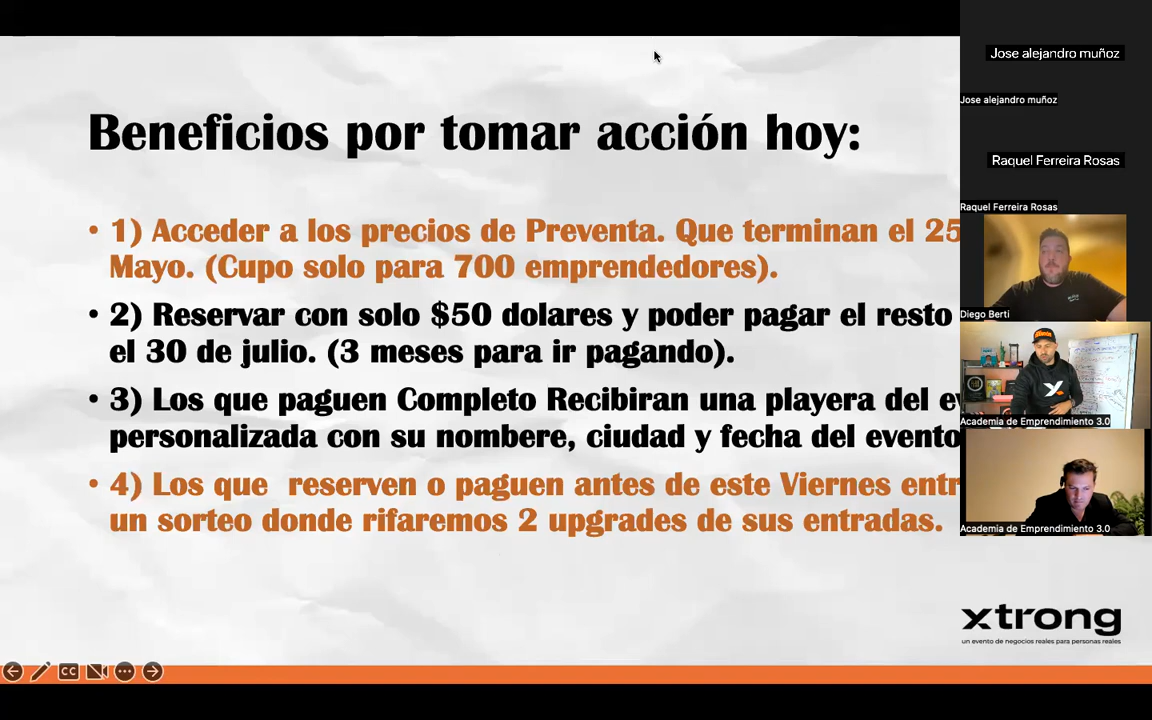 Beneficios por tomar acción hoy:
• 1) Acceder a los precios de Preventa. Que terminan el 25
Mayo. (Cupo solo para 700 emprendedores).
• 2) Reservar con solo $50 dolares y poder pagar el resto
el 30 de julio. (3 meses para ir pagando).
• 3) Los que paguen Completo Recibiran una playera del
personalizada con su nombere, ciudad y fecha del evento
• 4) Los que reserven o paguen antes de este Viernes
un sorteo donde rifaremos 2 upgrades de sus entradas.
xtrong
un evento de negocios reales para personas reales
CC
Jose alejandro muñoz
Jose alejandro muñoz
Raquel Ferreira Rosas
Raquel Ferreira Rosas
Diego Berti
X
Academia de Emprendimiento 3.0
Academia de Emprendimiento 3.0